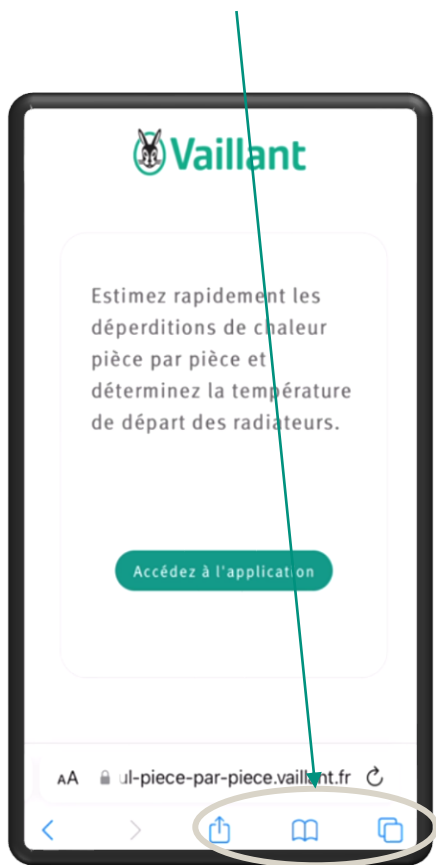 Vaillant
Estimez rapidement les
déperditions de chaleur
pièce par pièce et
déterminez la température
de départ des radiateurs.
Accédez à l'application
AA ul-piece-par-piece.vaillant.fr